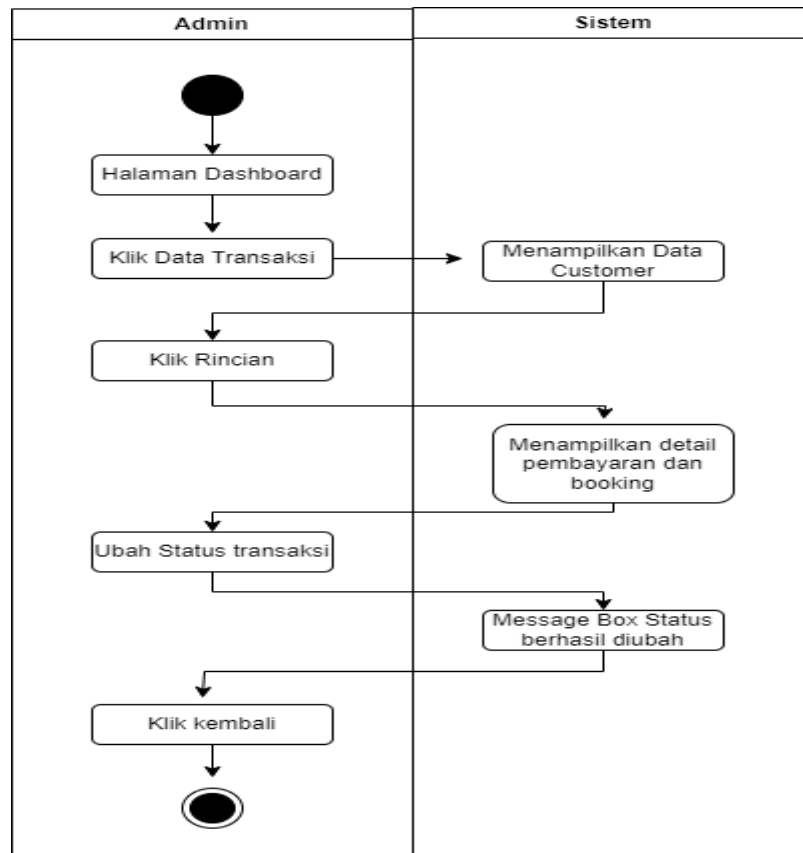 Admin
Sistem
Halaman Dashboard
Klik Data Transaksi
Menampilkan Data
Customer
Klik Rincian
Menampilkan detail
pembayaran dan
booking
Ubah Status transaksi
Message Box Status
berhasil diubah
Klik kembali